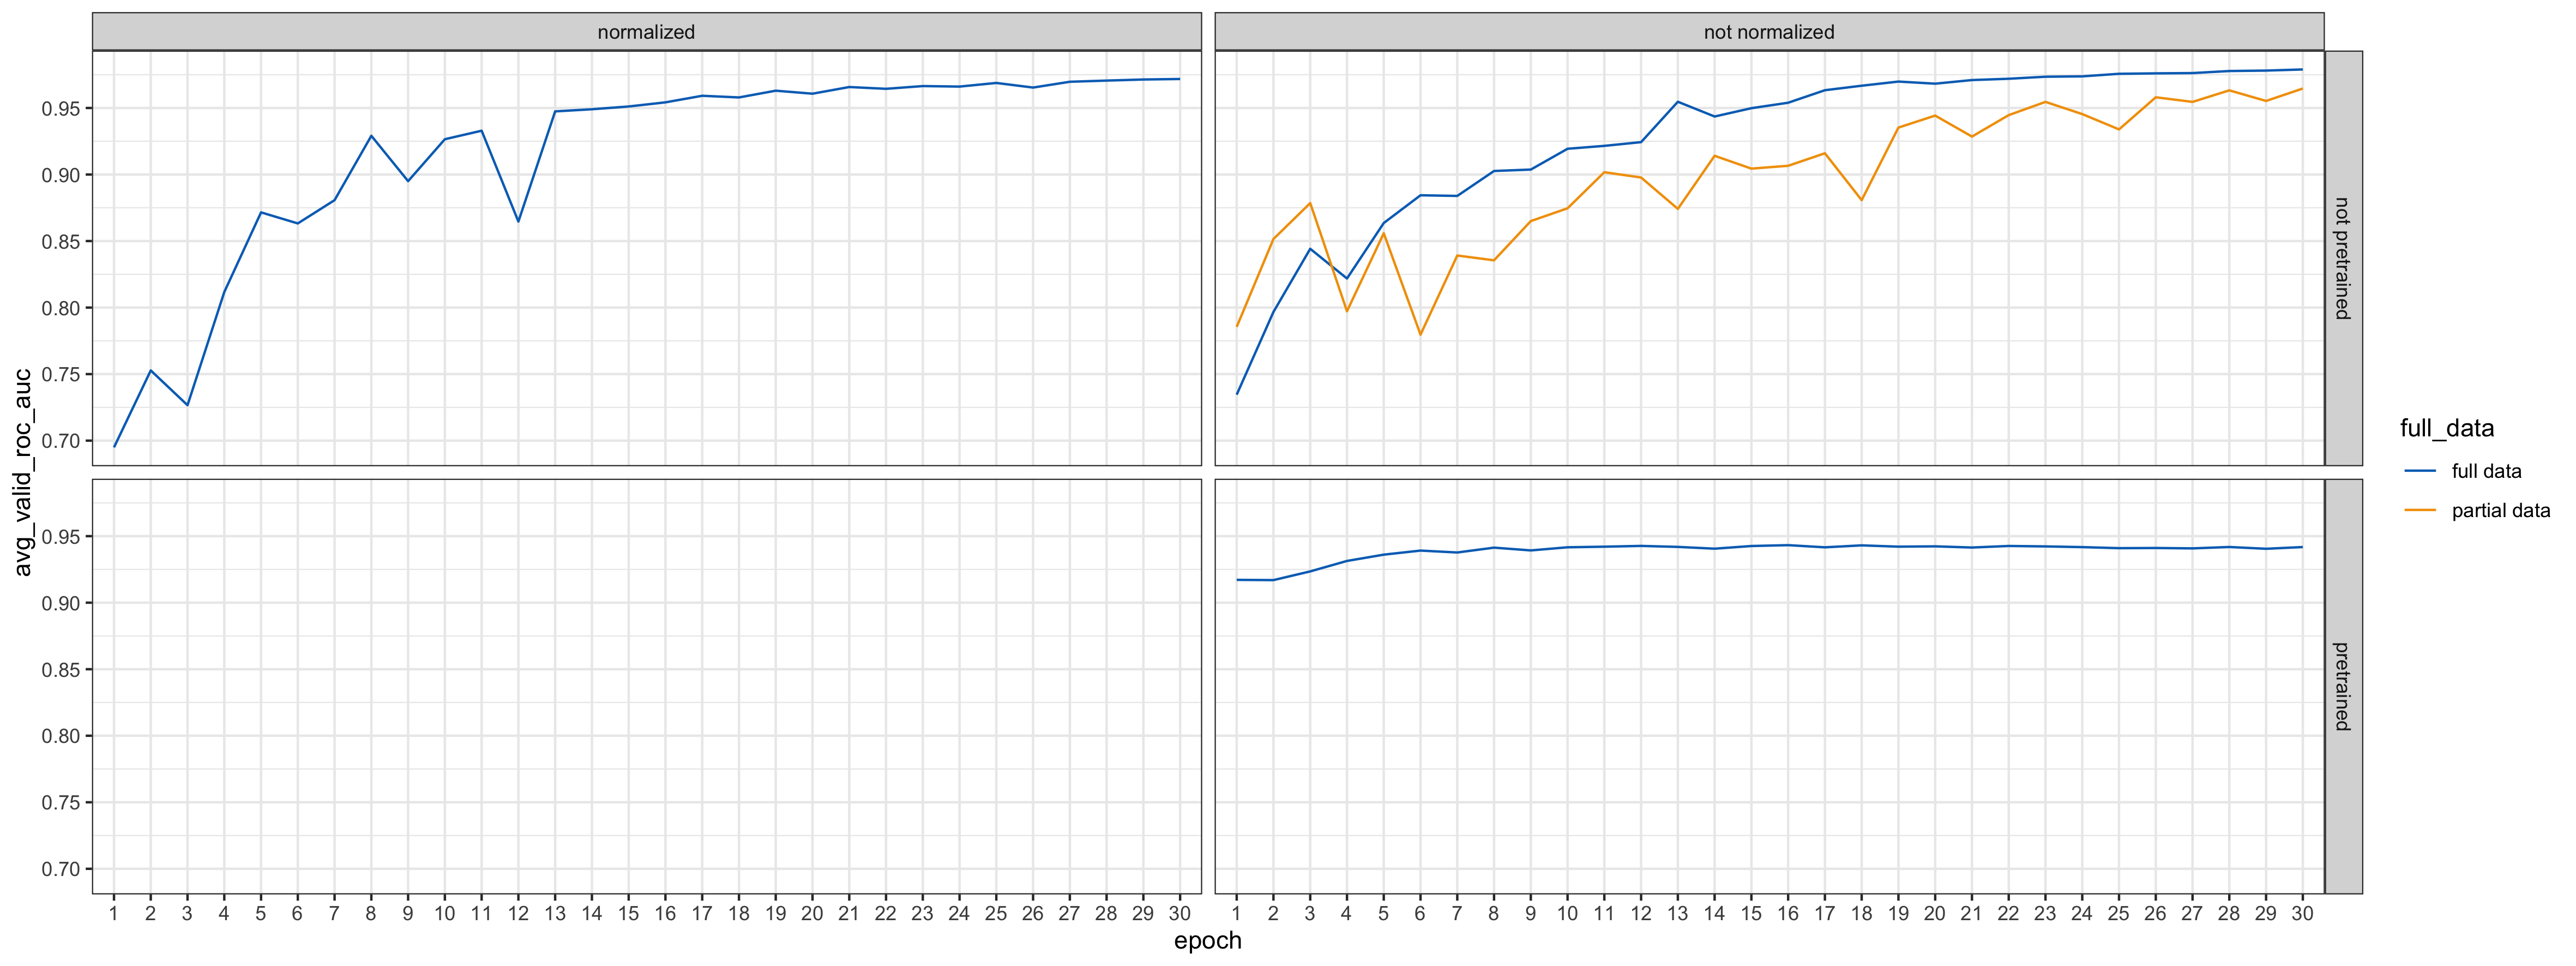 normalized
not normalized
0.95
0.90
0.85
0.80
0.75
0.70
not pretrained
0.95
0.90
0.85
0.80
0.75
0.70
pretrained
avg_valid_roc_auc
1 2 3 4 5 6 7 8 9 10 11 12 13 14 15 16 17 18 19 20 21 22 23 24 25 26 27 28 29 30
1 2 3 4 5 6 7 8 9 10 11 12 13 14 15 16 17 18 19 20 21 22 23 24 25 26 27 28 29 30
epoch
full_data
full data
partial data